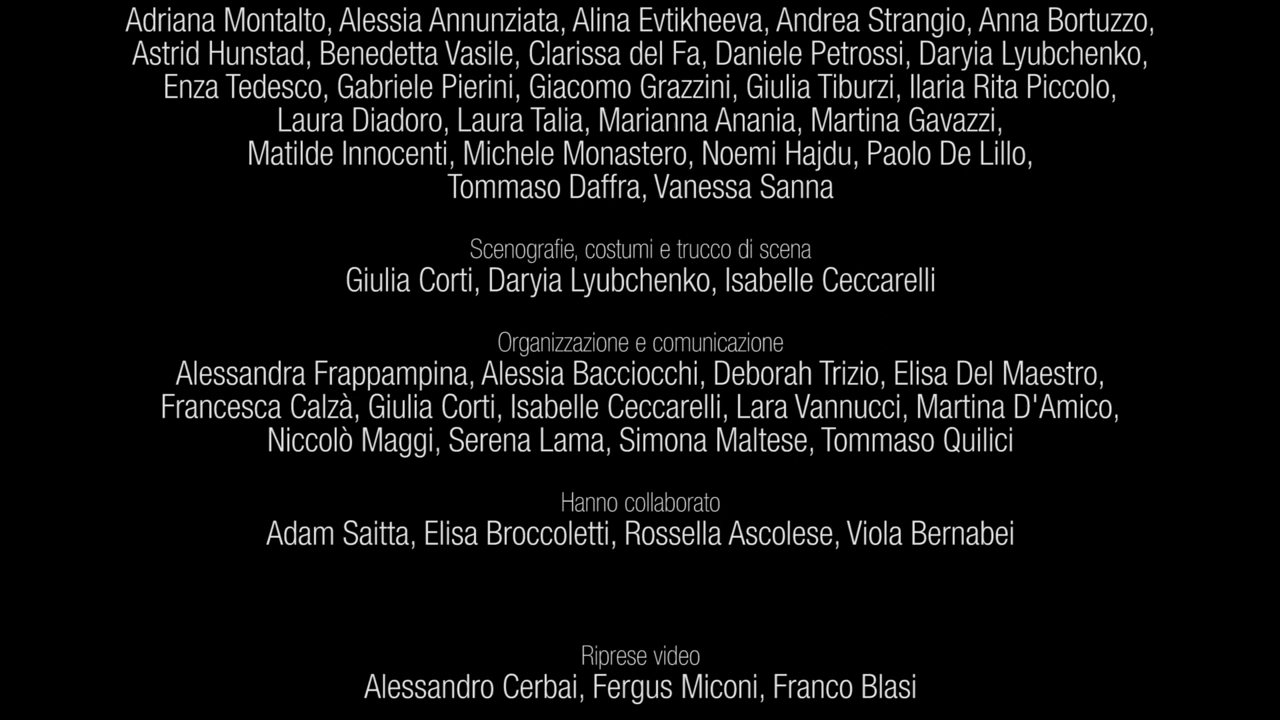 Adriana Montalto, Alessia Annunziata, Alina Evtikheeva, Andrea Strangio, Anna Bortuzzo,
Astrid Hunstad, Benedetta Vasile, Clarissa del Fa, Daniele Petrossi, Daryia Lyubchenko,
Enza Tedesco, Gabriele Pierini, Giacomo Grazzini, Giulia Tiburzi, Ilaria Rita Piccolo,
Laura Diadoro, Laura Talia, Marianna Anania, Martina Gavazzi,
Matilde Innocenti, Michele Monastero, Noemi Hajdu, Paolo De Lillo,
Tommaso Daffra, Vanessa Sanna
Scenografie, costumi e trucco di scena
Giulia Corti, Daryia Lyubchenko, Isabelle Ceccarelli
Organizzazione e comunicazione
Alessandra Frappampina, Alessia Bacciocchi, Deborah Trizio, Elisa Del Maestro,
Francesca Calzà, Giulia Corti, Isabelle Ceccarelli, Lara Vannucci, Martina D'Amico,
Niccolò Maggi, Serena Lama, Simona Maltese, Tommaso Quilici
Hanno collaborato
Adam Saitta, Elisa Broccoletti, Rossella Ascolese, Viola Bernabei
Riprese video
Alessandro Cerbai, Fergus Miconi, Franco Blasi